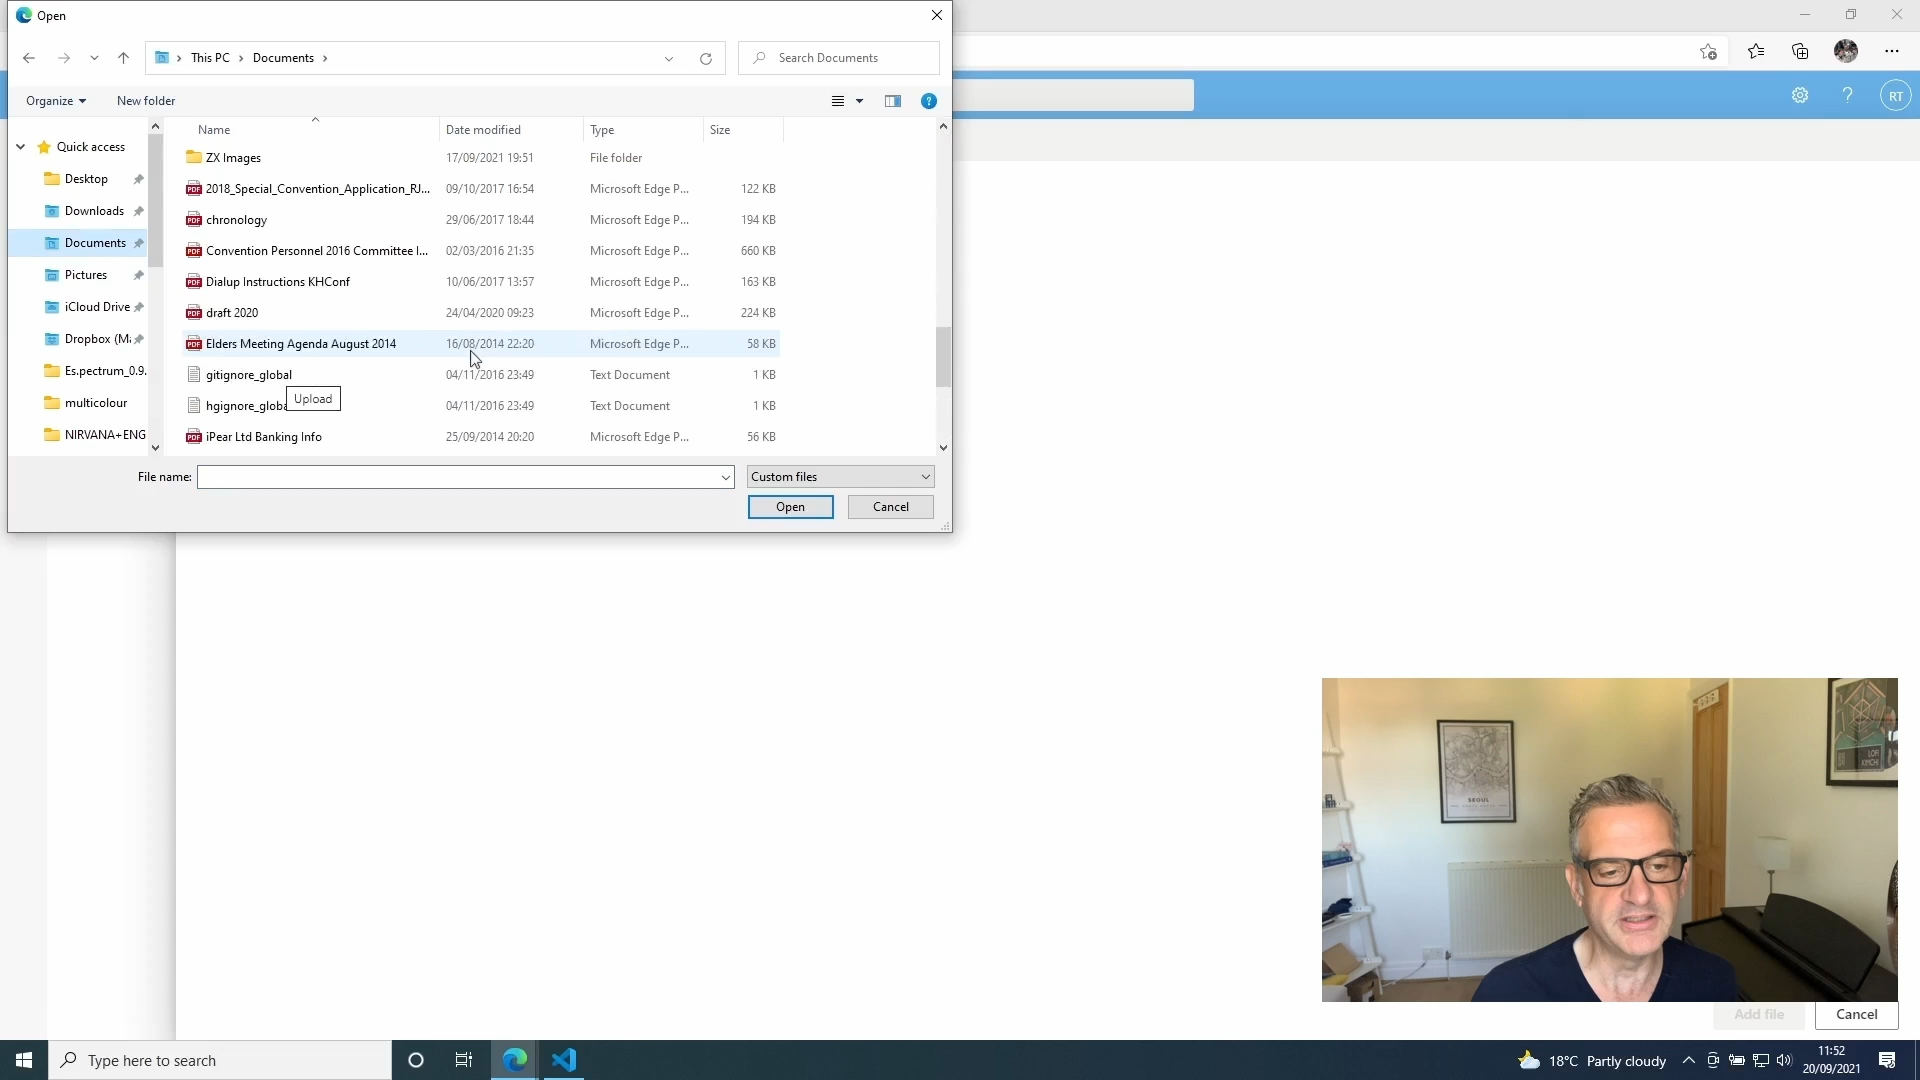 Open
This PC
Documents
Search Documents
Organize
New folder
Name
Date modified
Type
Size
Quick access
Desktop
Downloads
Documents
Pictures
iCloud Drive
Dropbox (M
Es.pectrum_0.9.
multicolour
NIRVANA+ENG
ZX Images 17/09/2021 19:51 File folder
2018_Special_Convention_Application_RJ... 09/10/2017 16:54 Microsoft Edge P... 122 KB
chronology 29/06/2017 18:44 Microsoft Edge P... 194 KB
Convention Personnel 2016 Committee I... 02/03/2016 21:35 Microsoft Edge P... 660 KB
Dialup Instructions KHConf 10/06/2017 13:57 Microsoft Edge P... 163 KB
draft 2020 24/04/2020 09:23 Microsoft Edge P... 224 KB
Elders Meeting Agenda August 2014 16/08/2014 22:20 Microsoft Edge P... 58 KB
gitignore_global 04/11/2016 23:49 Text Document 1 KB
hgignore_globa 04/11/2016 23:49 Text Document 1 KB
Upload
iPear Ltd Banking Info 25/09/2014 20:20 Microsoft Edge P... 56 KB
File name:
Custom files
Open
Cancel
RT
SEOUL
LOFI
KIMCHI
Add file
Cancel
Type here to search
18°C Partly cloudy
11:52
20/09/2021